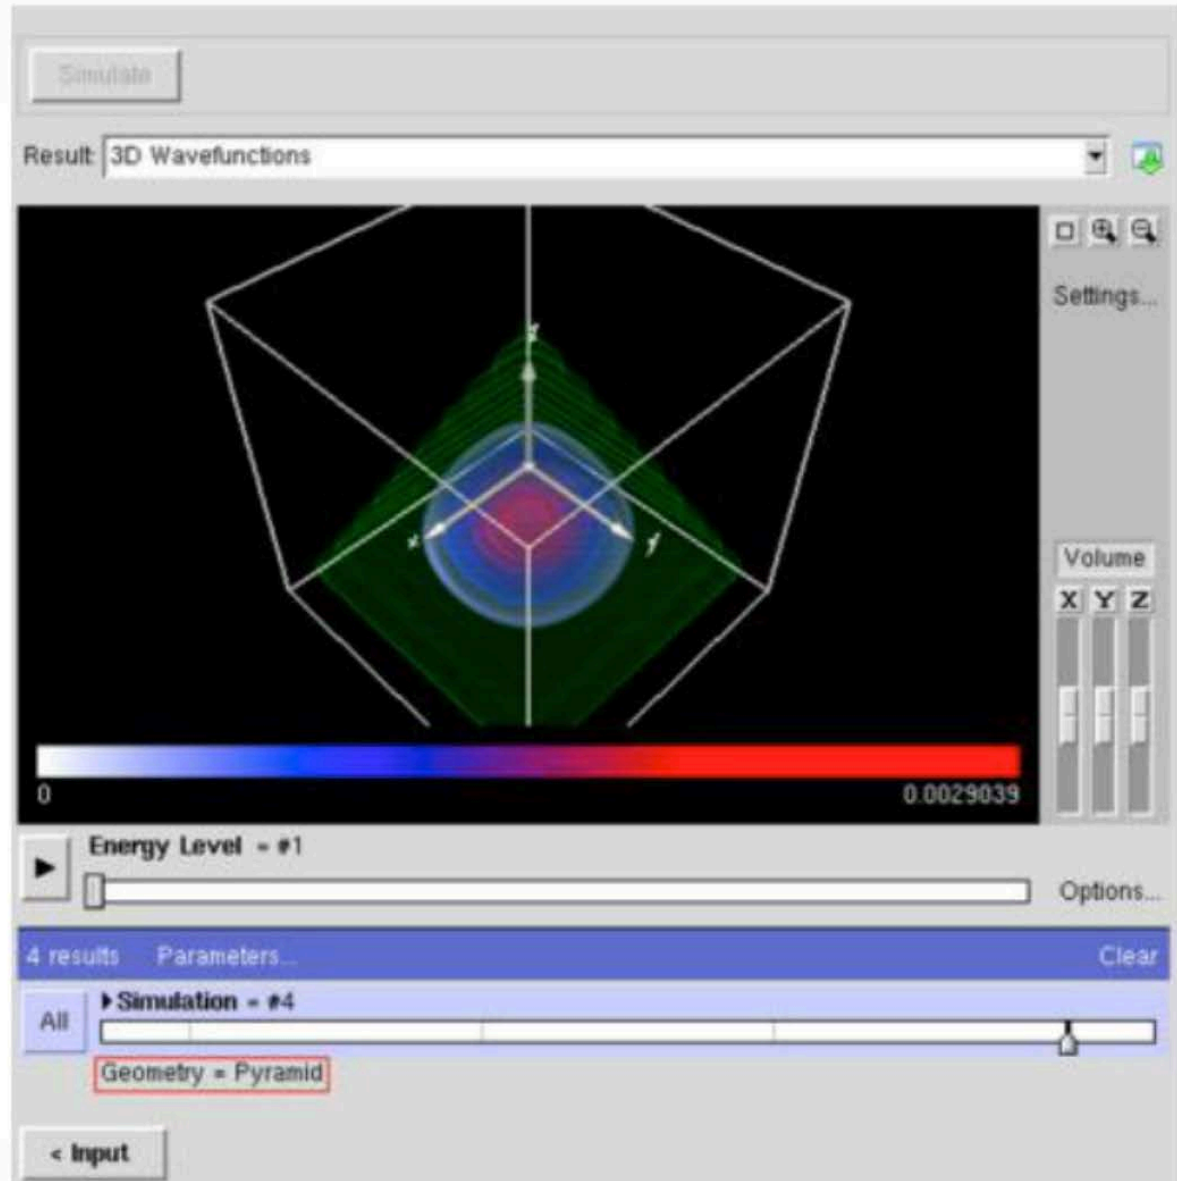 Simulate
Result: 3D Wavefunctions
Settings...
z
x
y
Volume
X Y Z
0
0.0029039
Energy Level = #1
Options...
4 results Parameters... Clear
All
Simulation = #4
Geometry = Pyramid
< Input